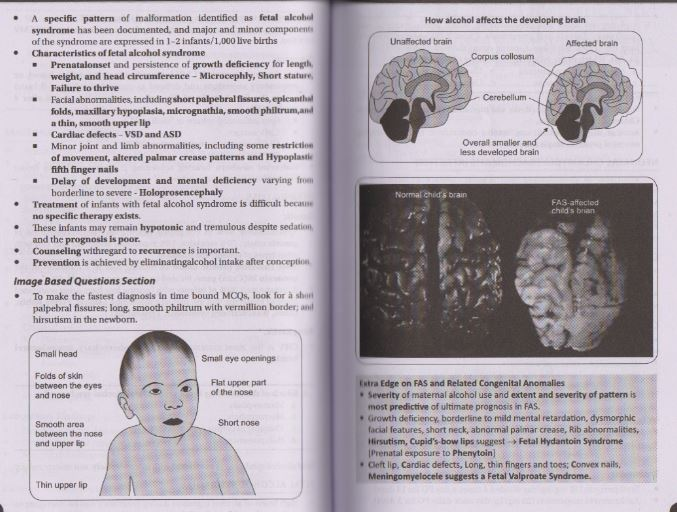 A specific pattern of malformation identified as fetal alcohol
syndrome has been documented, and major and minor components
of the syndrome are expressed in 1–2 infants/1,000 live births
Characteristics of fetal alcohol syndrome
Prenatalonset and persistence of growth deficiency for length,
weight, and head circumference – Microcephly, Short stature,
Failure to thrive
Facial abnormalities, including short palpebral fissures, epicanthal
folds, maxillary hypoplasia, micrognathia, smooth philtrum,and
a thin, smooth upper lip
Cardiac defects – VSD and ASD
Minor joint and limb abnormalities, including some restriction
of movement, altered palmar crease patterns and Hypoplastic
fifth finger nails
Delay of development and mental deficiency varying from
borderline to severe - Holoprosencephaly
Treatment of infants with fetal alcohol syndrome is difficult because
no specific therapy exists.
These infants may remain hypotonic and tremulous despite sedation,
and the prognosis is poor.
Counseling withregard to recurrence is important.
Prevention is achieved by eliminatingalcohol intake after conception.
Image Based Questions Section
To make the fastest diagnosis in time bound MCQs, look for a short
palpebral fissures; long, smooth philtrum with vermillion border; and
hirsutism in the newborn.
Small head
Small eye openings
Folds of skin
between the eyes
and nose
Flat upper part
of the nose
Smooth area
between the nose
and upper lip
Short nose
Thin upper lip
How alcohol affects the developing brain
Unaffected brain
Affected brain
Corpus collosum
Cerebellum
Overall smaller and
less developed brain
Normal child's brain
FAS-affected
child's brian
Extra Edge on FAS and Related Congenital Anomalies
Severity of maternal alcohol use and extent and severity of pattern is
most predictive of ultimate prognosis in FAS.
Growth deficiency, borderline to mild mental retardation, dysmorphic
facial features, short neck, abnormal palmar crease, Rib abnormalities,
Hirsutism, Cupid's-bow lips suggest → Fetal Hydantoin Syndrome
[Prenatal exposure to Phenytoin]
Cleft lip, Cardiac defects, Long, thin fingers and toes; Convex nails,
Meningomyelocele suggests a Fetal Valproate Syndrome.